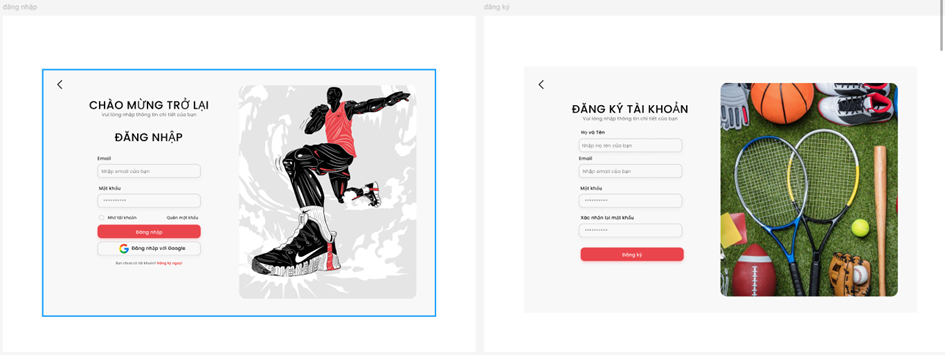 đăng nhập
CHÀO MỪNG TRỞ LẠI
Vui lòng nhập thông tin chi tiết của bạn
ĐĂNG NHẬP
Email
Nhập email của bạn
Mật khẩu
**********
Nhớ tài khoản
Quên mật khẩu
Đăng nhập
Đăng nhập với Google
Bạn chưa có tài khoản? Đăng ký ngay!
đăng ký
ĐĂNG KÝ TÀI KHOẢN
Vui lòng nhập thông tin chi tiết của bạn
Họ và Tên
Nhập Họ tên của bạn
Email
Nhập email của bạn
Mật khẩu
**********
Xác nhận lại mật khẩu
**********
Đăng ký